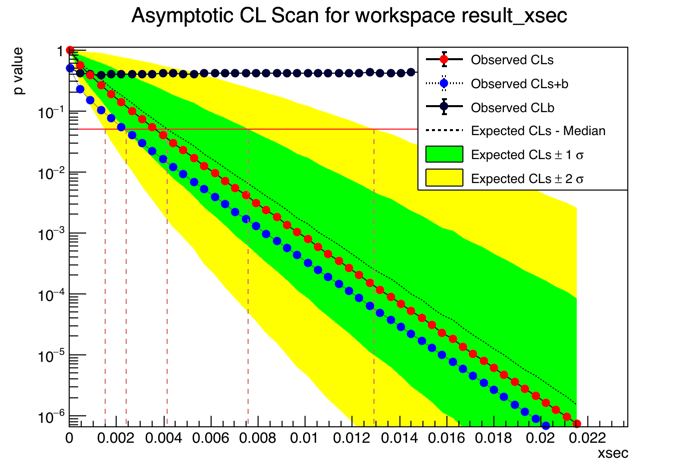 Asymptotic CL Scan for workspace result_xsec
p value
1
10⁻¹
10⁻²
10⁻³
10⁻⁴
10⁻⁵
10⁻⁶
Observed CLs
Observed CLs+b
Observed CLb
Expected CLs - Median
Expected CLs ± 1 σ
Expected CLs ± 2 σ
0 0.002 0.004 0.006 0.008 0.01 0.012 0.014 0.016 0.018 0.02 0.022
xsec